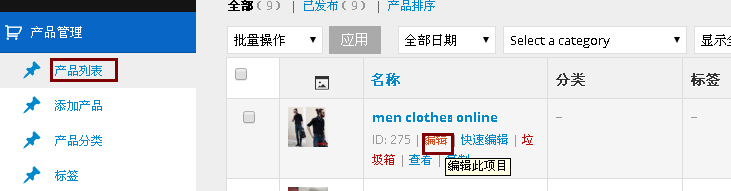 全部（9） | 已发布（9） | 产品排序
产品管理
批量操作 应用 全部日期 Select a category 显示全
产品列表
名称 分类 标签
添加产品
men clothes online – –
ID: 275 | 编辑 | 快速编辑 | 垃
圾箱 | 查看 |
产品分类
编辑此项目
标签